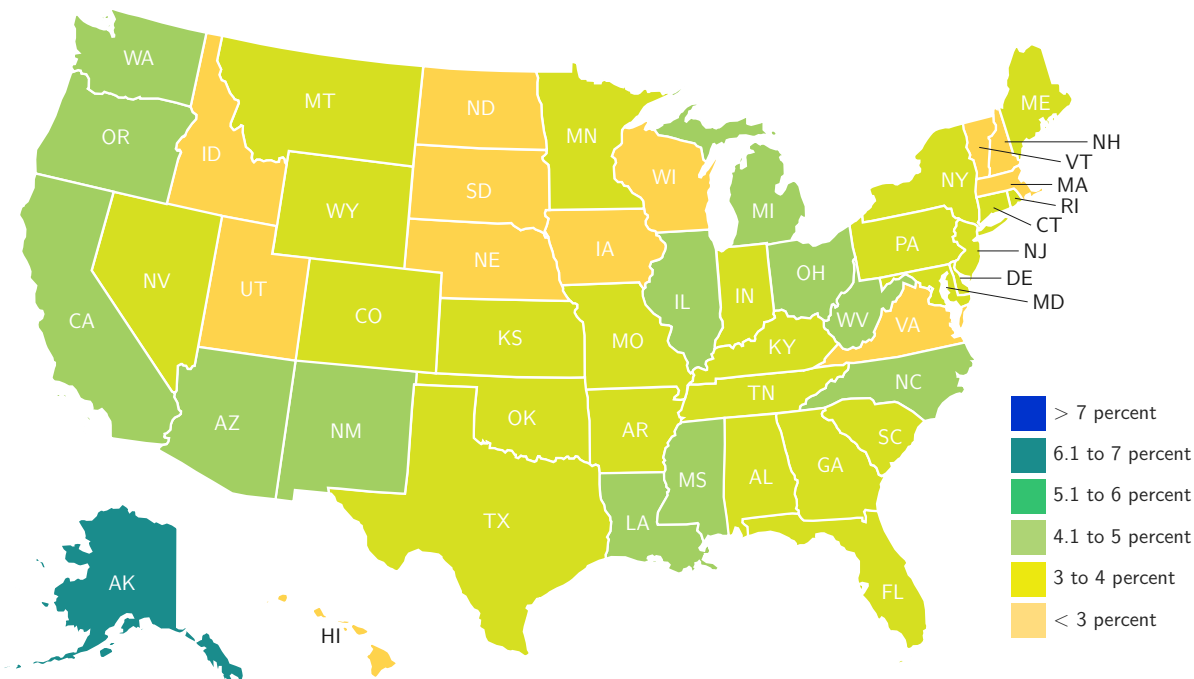 WA
OR
CA
NV
ID
MT
WY
UT
CO
AZ
NM
ND
SD
NE
KS
OK
TX
MN
IA
MO
AR
LA
WI
IL
MI
IN
OH
KY
TN
MS
AL
GA
FL
SC
NC
VA
WV
PA
NY
ME
NH
VT
MA
RI
CT
NJ
DE
MD
AK
HI
> 7 percent
6.1 to 7 percent
5.1 to 6 percent
4.1 to 5 percent
3 to 4 percent
< 3 percent